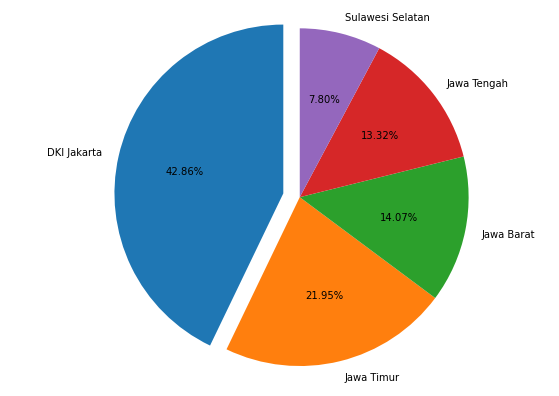 Sulawesi Selatan
7.80%
Jawa Tengah
13.32%
DKI Jakarta
42.86%
14.07%
Jawa Barat
21.95%
Jawa Timur